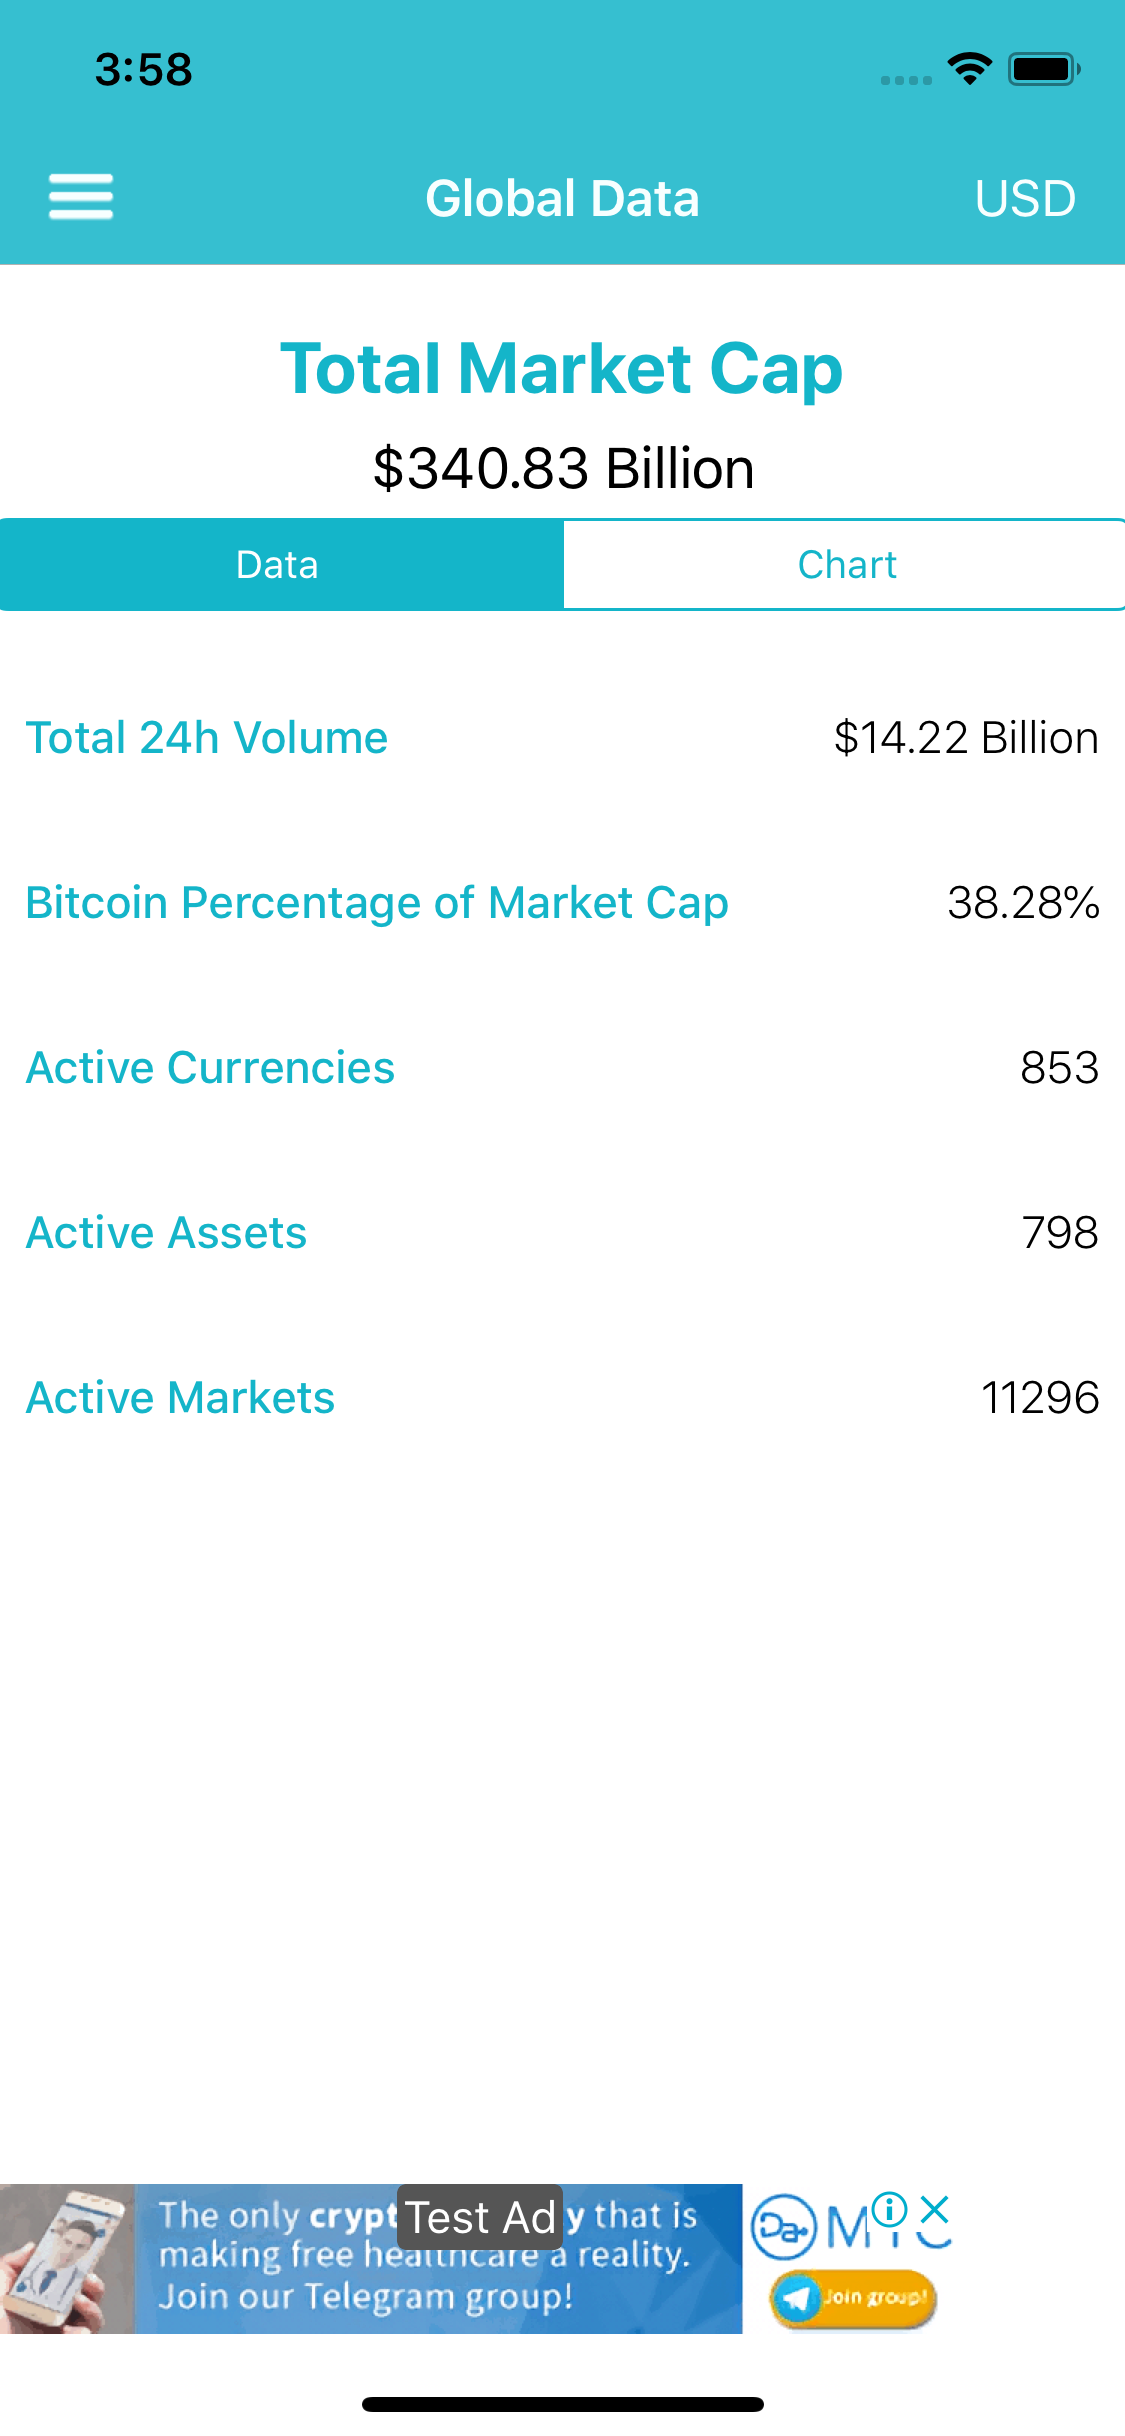 3:58
Global Data
USD
Total Market Cap
$340.83 Billion
Data
Chart
Total 24h Volume
$14.22 Billion
Bitcoin Percentage of Market Cap
38.28%
Active Currencies
853
Active Assets
798
Active Markets
11296
Test Ad
The only crypt y that is
making free healthcare a reality.
Join our Telegram group!
Join group!